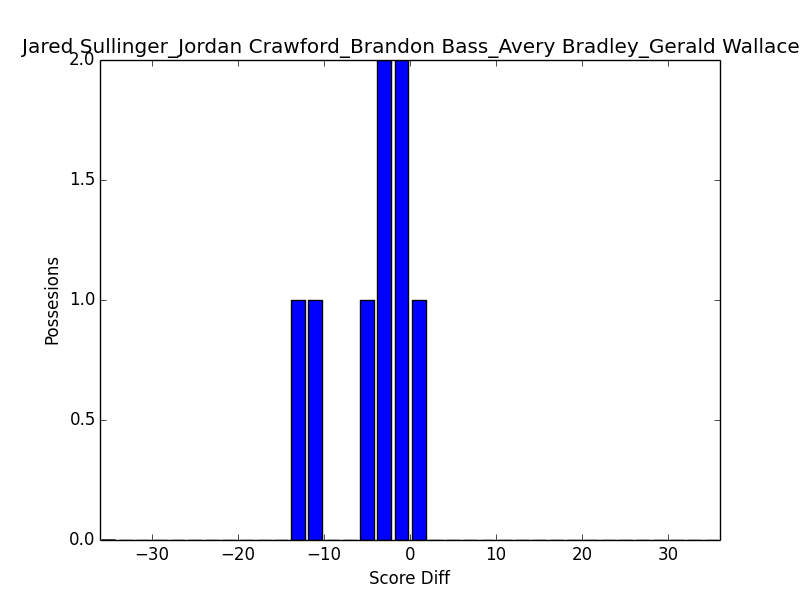 Jared Sullinger_Jordan Crawford_Brandon Bass_Avery Bradley_Gerald Wallace
2.0
1.5
1.0
0.5
0.0
Possesions
−30 −20 −10 0 10 20 30
Score Diff